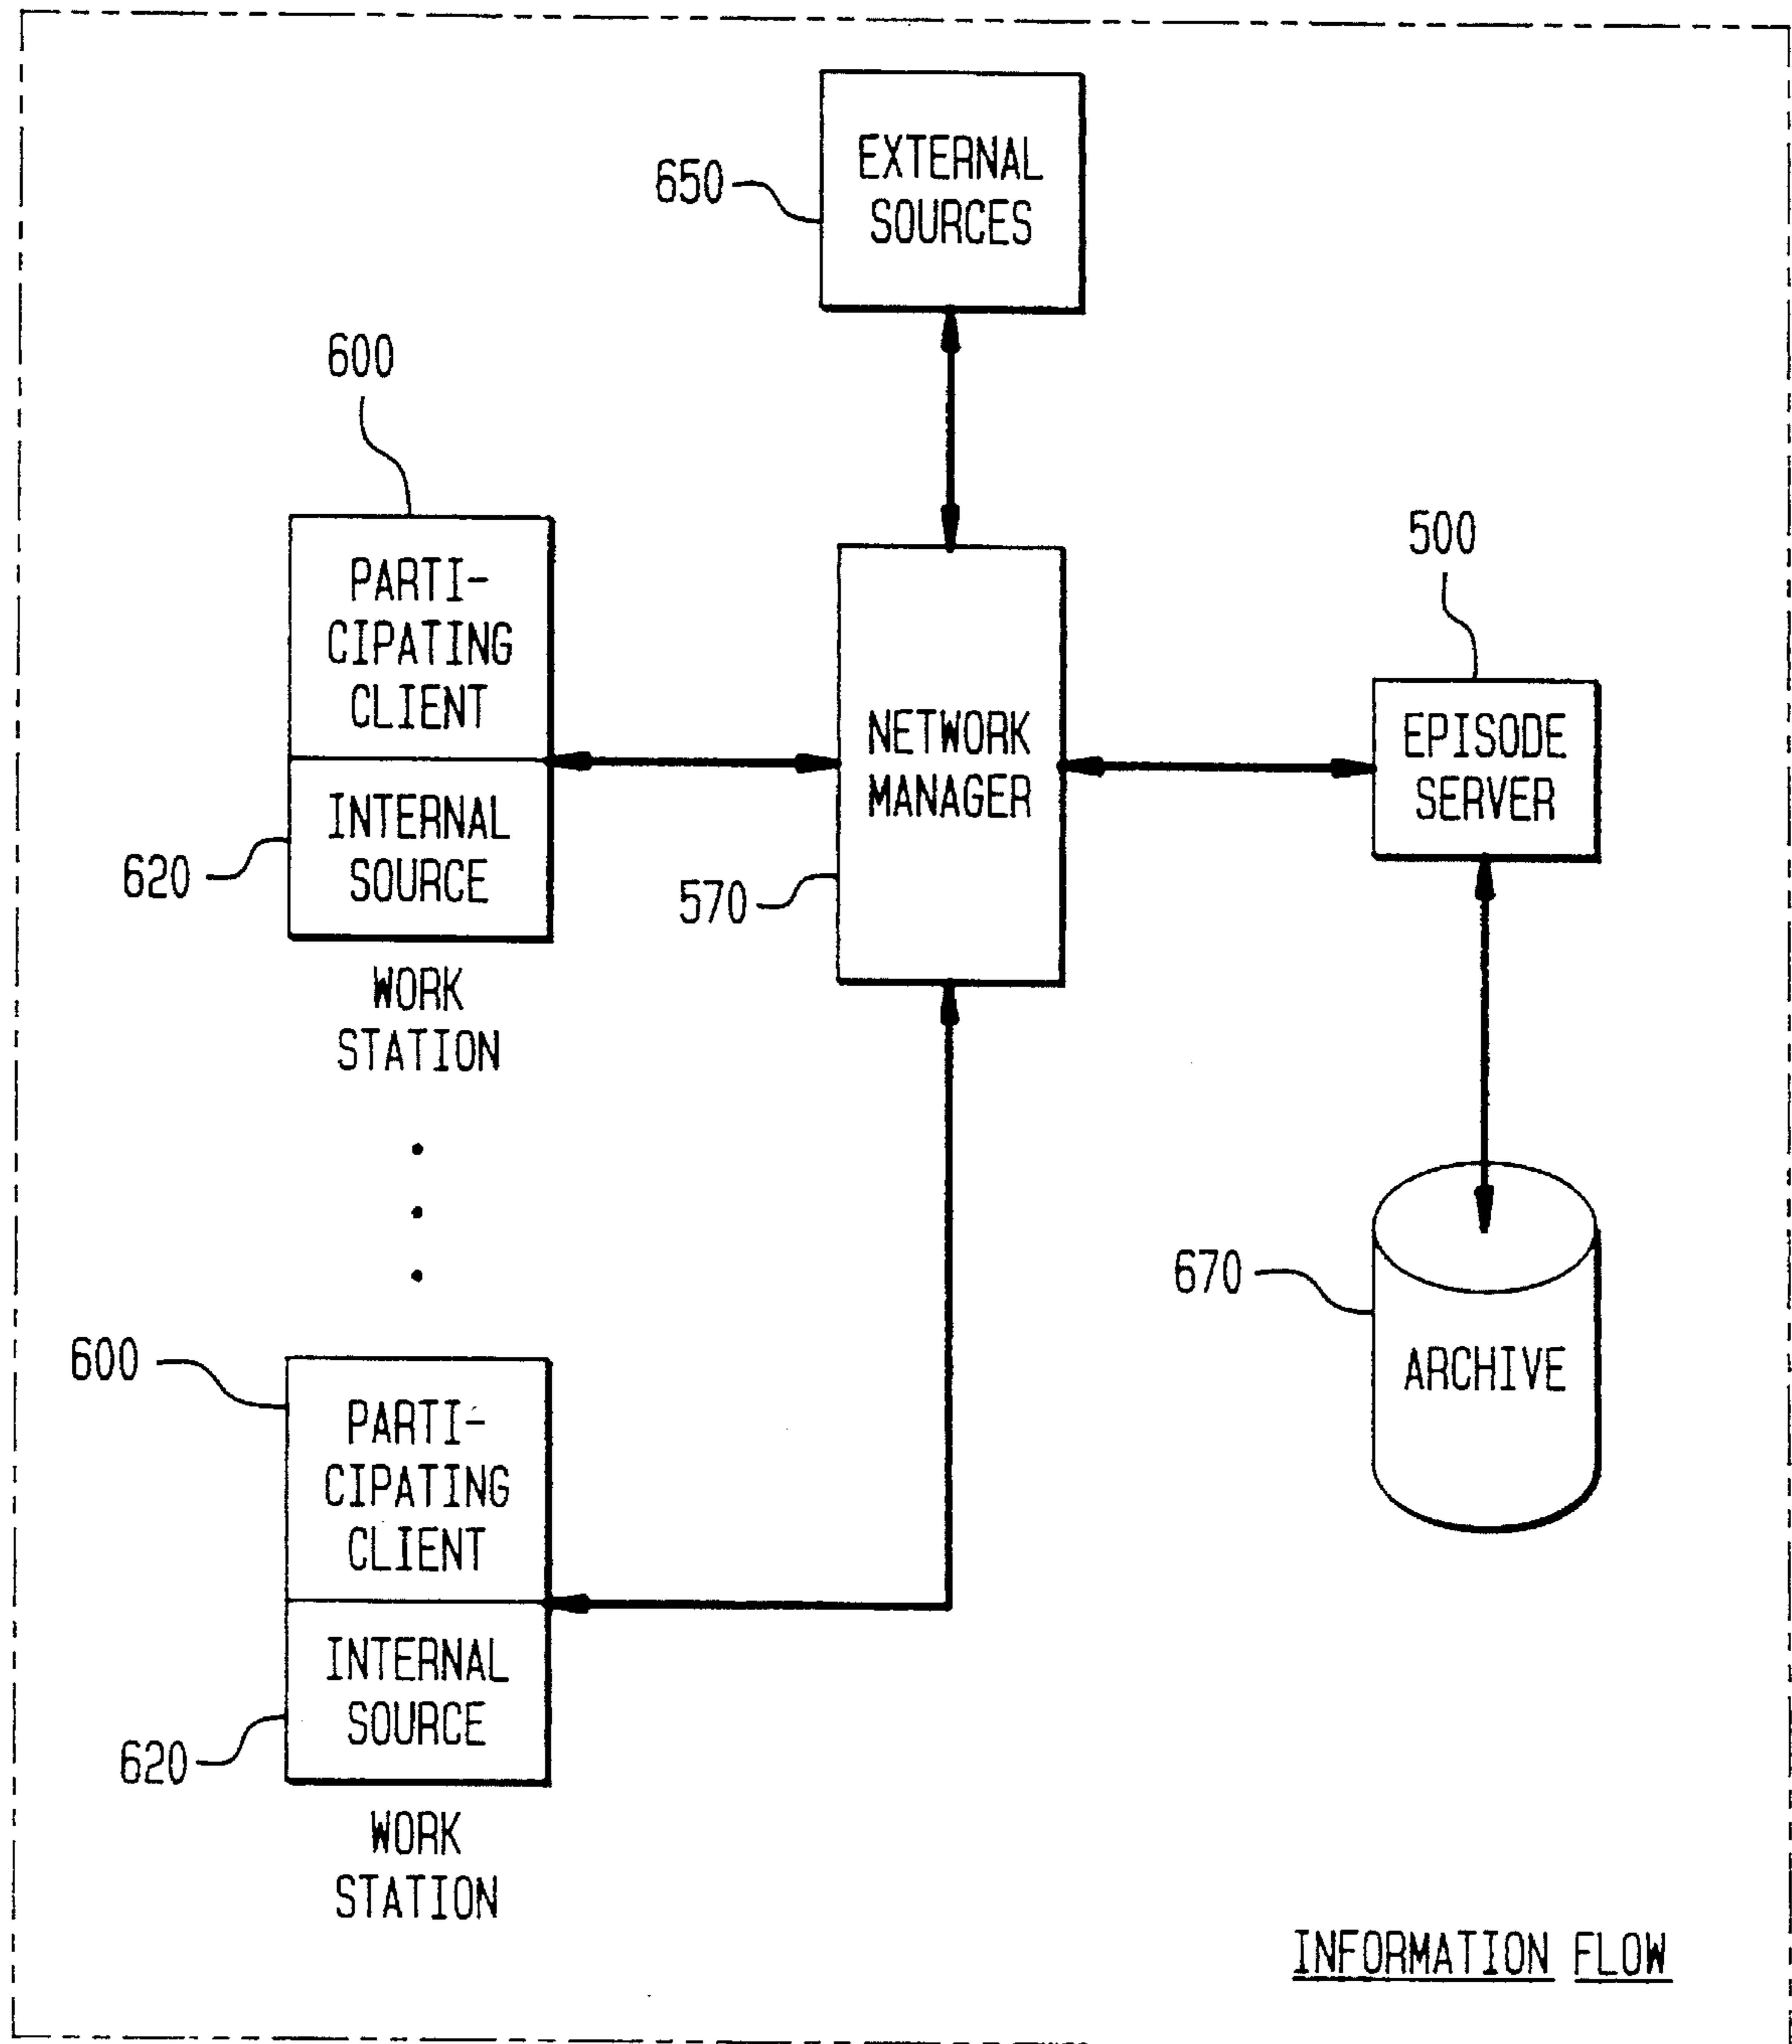 EXTERNAL
SOURCES
650
600
PARTI-
CIPATING
CLIENT
INTERNAL
SOURCE
620
WORK
STATION
NETWORK
MANAGER
570
500
EPISODE
SERVER
670
ARCHIVE
600
PARTI-
CIPATING
CLIENT
INTERNAL
SOURCE
620
WORK
STATION
INFORMATION FLOW